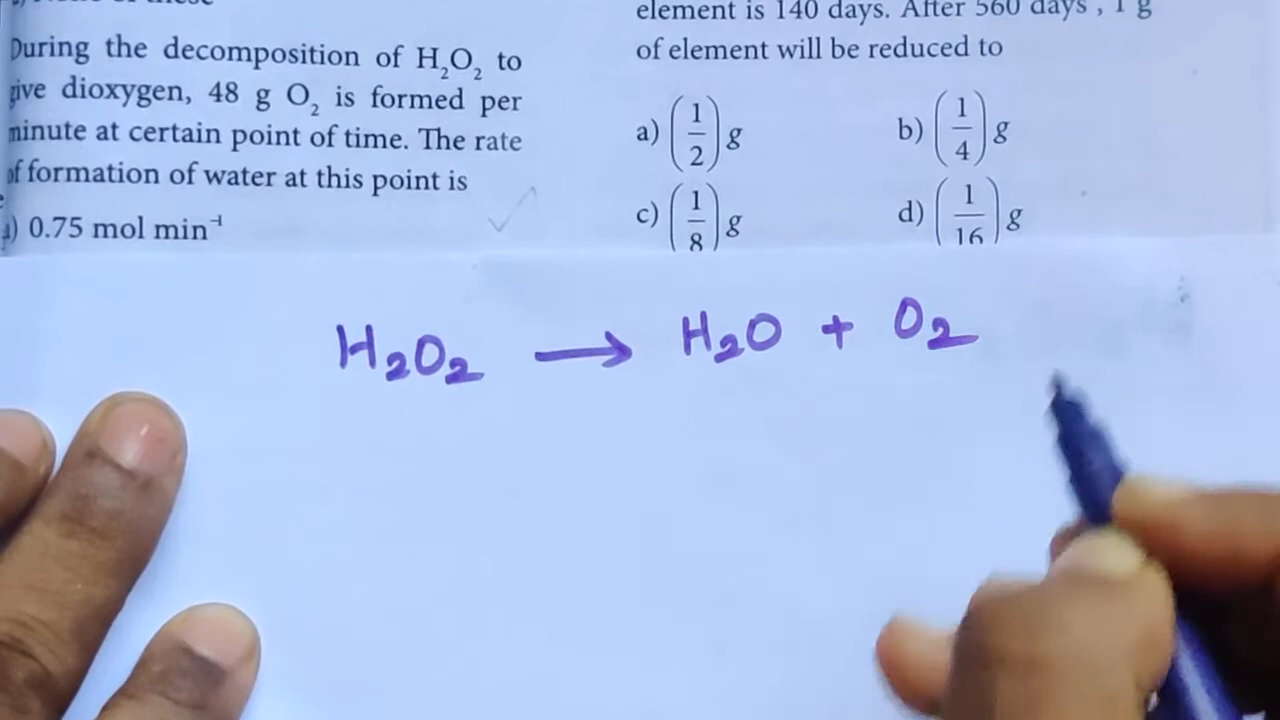 During the decomposition of H₂O₂ to
give dioxygen, 48 g O₂ is formed per
minute at certain point of time. The rate
of formation of water at this point is
a) 0.75 mol min⁻¹
element is 140 days. After 560 days , 1 g
of element will be reduced to
a) (1/2) g
b) (1/4) g
c) (1/8) g
d) (1/16) g
H₂O₂ ⟶ H₂O + O₂